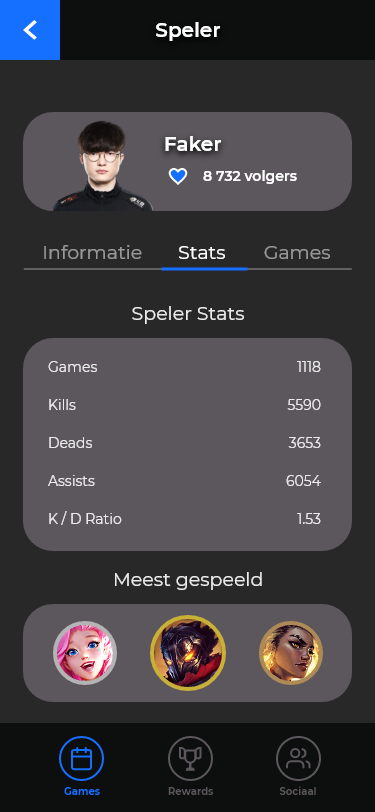 Speler
Faker
8 732 volgers
Informatie Stats Games
Speler Stats
Games 1118
Kills 5590
Deads 3653
Assists 6054
K / D Ratio 1.53
Meest gespeeld
Games Rewards Sociaal